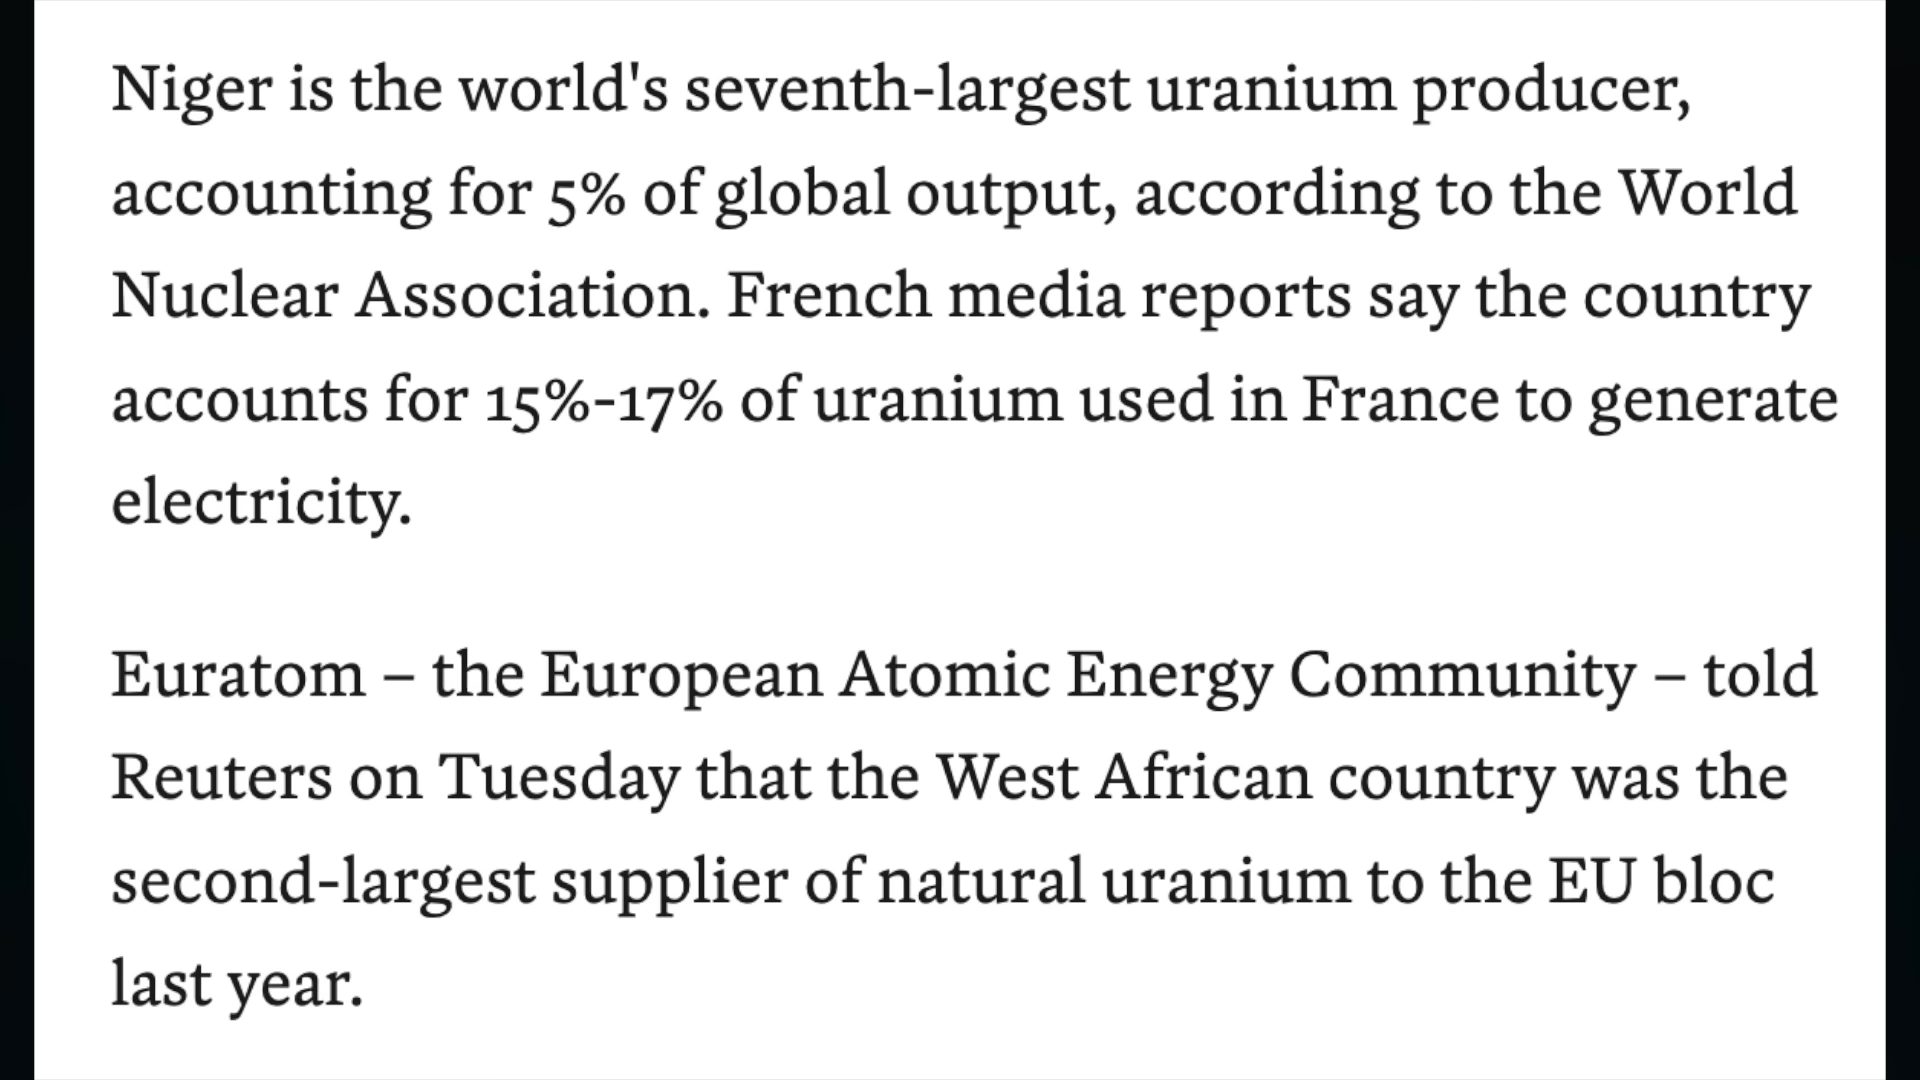 Niger is the world's seventh-largest uranium producer,
accounting for 5% of global output, according to the World
Nuclear Association. French media reports say the country
accounts for 15%-17% of uranium used in France to generate
electricity.
Euratom – the European Atomic Energy Community – told
Reuters on Tuesday that the West African country was the
second-largest supplier of natural uranium to the EU bloc
last year.